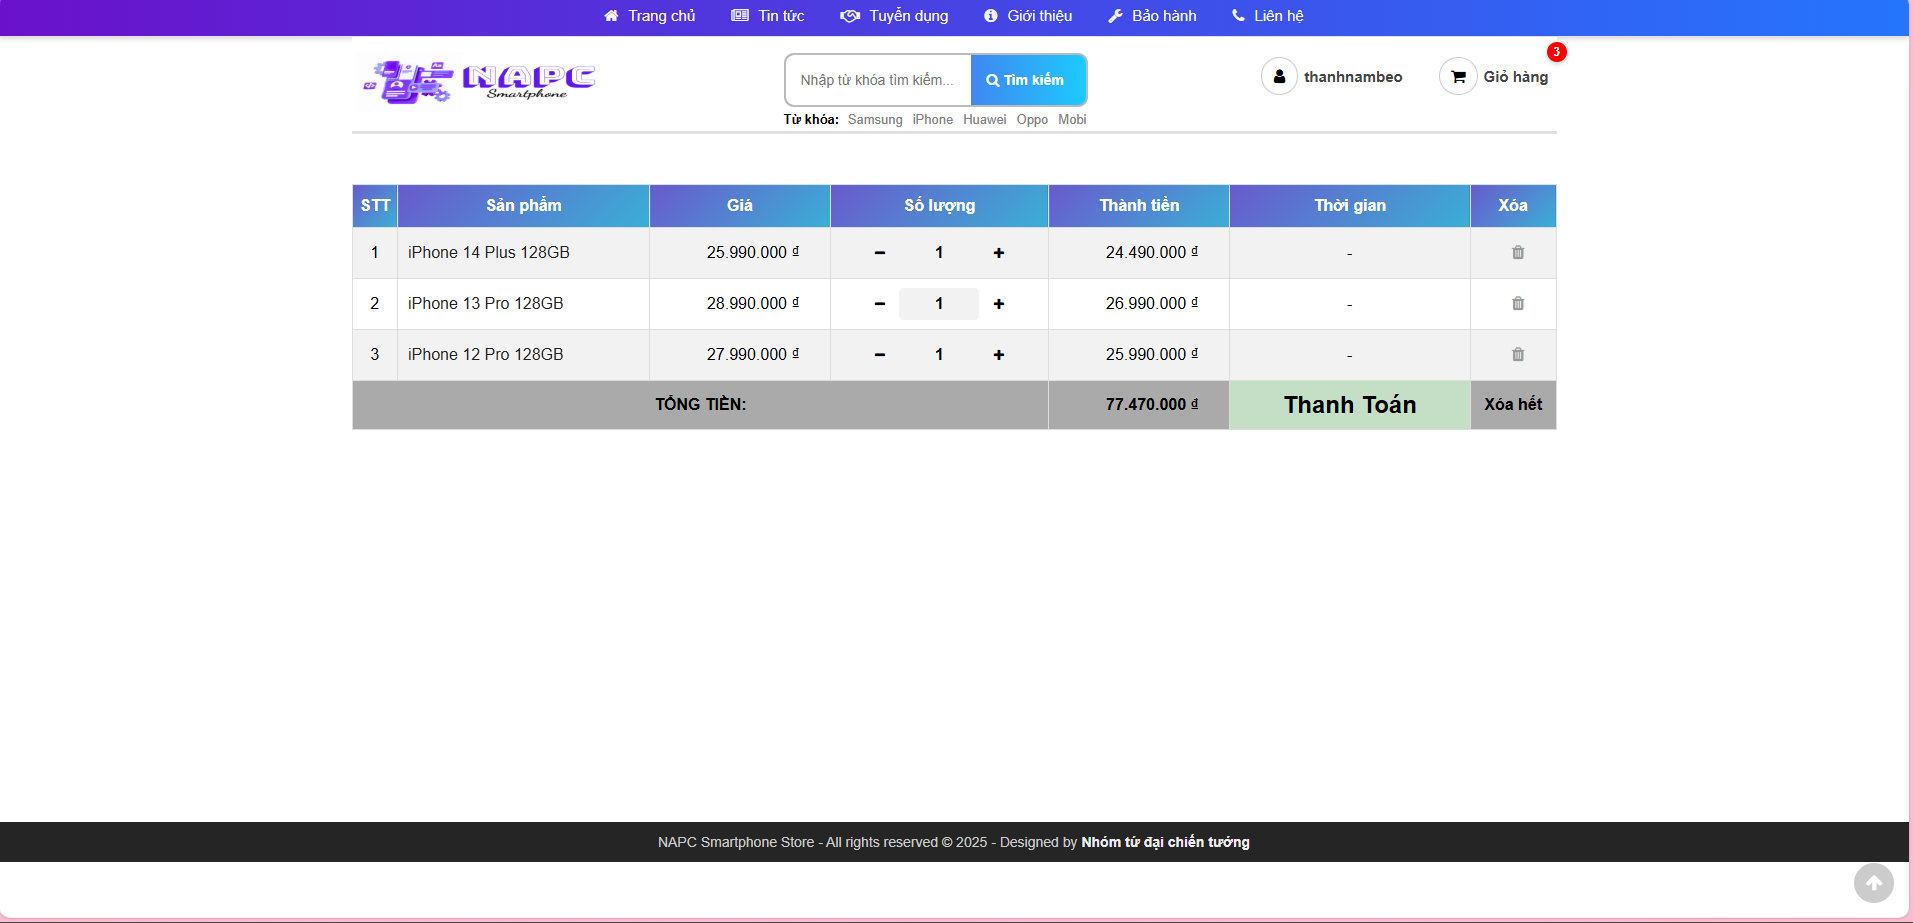 Trang chủ Tin tức Tuyển dụng Giới thiệu Bảo hành Liên hệ
NAPC
Smartphone
Nhập từ khóa tìm kiếm... Tìm kiếm
thanhnambeo Giỏ hàng 3
Từ khóa: Samsung iPhone Huawei Oppo Mobi
STT Sản phẩm Giá Số lượng Thành tiền Thời gian Xóa
1 iPhone 14 Plus 128GB 25.990.000 ₫ − 1 + 24.490.000 ₫ -
2 iPhone 13 Pro 128GB 28.990.000 ₫ − 1 + 26.990.000 ₫ -
3 iPhone 12 Pro 128GB 27.990.000 ₫ − 1 + 25.990.000 ₫ -
TỔNG TIỀN: 77.470.000 ₫ Thanh Toán Xóa hết
NAPC Smartphone Store - All rights reserved © 2025 - Designed by Nhóm tứ đại chiến tướng